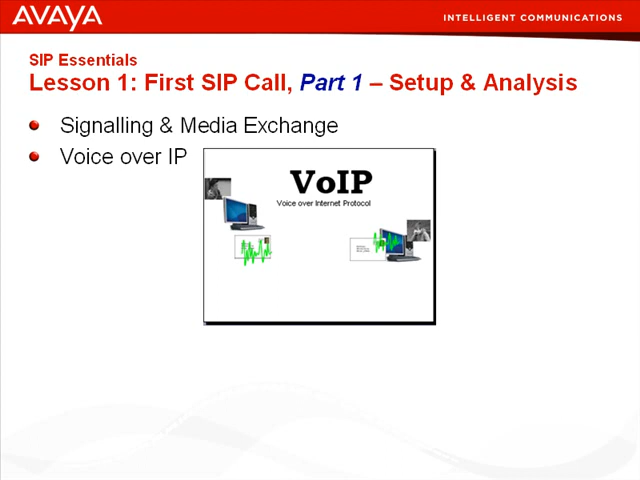 AVAYA
INTELLIGENT COMMUNICATIONS
SIP Essentials
Lesson 1: First SIP Call, Part 1 – Setup & Analysis
Signalling & Media Exchange
Voice over IP
VoIP
Voice over Internet Protocol